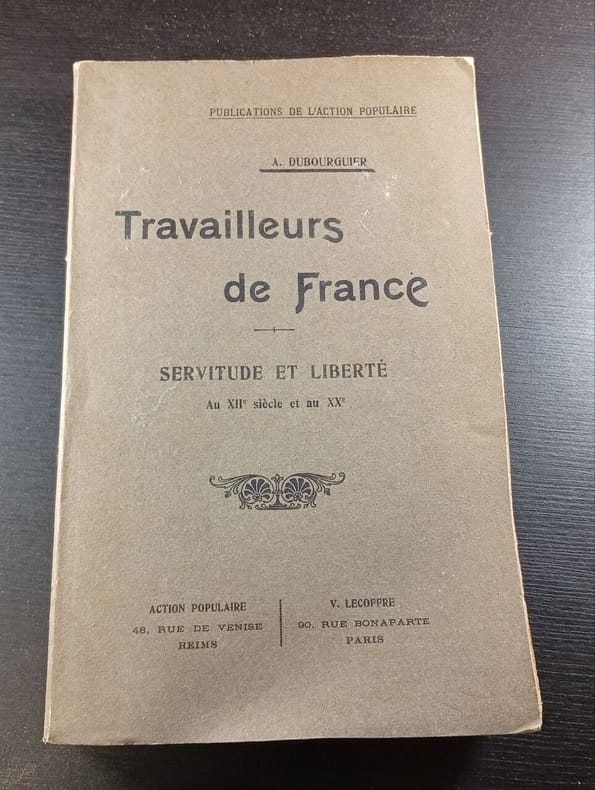 PUBLICATIONS DE L'ACTION POPULAIRE
A. DUBOURGUIER
Travailleurs
de France
SERVITUDE ET LIBERTÉ
Au XIIe siècle et au XXe
ACTION POPULAIRE
48, RUE DE VENISE
REIMS
V. LECOFFRE
90, RUE BONAPARTE
PARIS